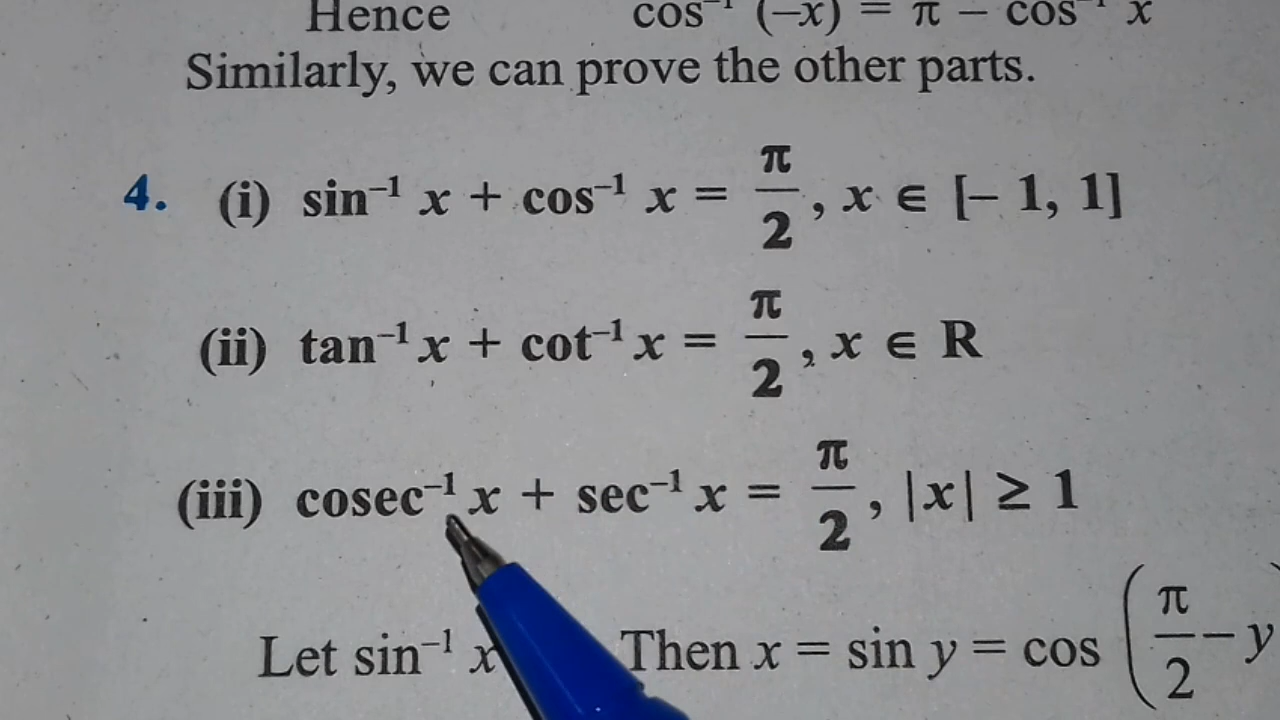 Hence cos⁻¹ (–x) = π – cos⁻¹ x
Similarly, we can prove the other parts.
4. (i) sin⁻¹ x + cos⁻¹ x = π/2, x ∈ [– 1, 1]
(ii) tan⁻¹ x + cot⁻¹ x = π/2, x ∈ R
(iii) cosec⁻¹ x + sec⁻¹ x = π/2, |x| ≥ 1
Let sin⁻¹ x Then x = sin y = cos (π/2 – y